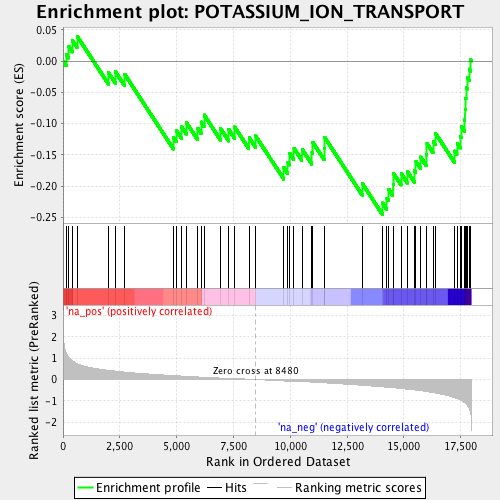 Enrichment plot: POTASSIUM_ION_TRANSPORT
Enrichment score (ES)
0.05
0.00
-0.05
-0.10
-0.15
-0.20
-0.25
Ranked list metric (PreRanked)
'na_pos' (positively correlated)
3
2
1
0
-1
-2
Zero cross at 8480
'na_neg' (negatively correlated)
0
2,500
5,000
7,500
10,000
12,500
15,000
17,500
Rank in Ordered Dataset
Enrichment profile
Hits
Ranking metric scores